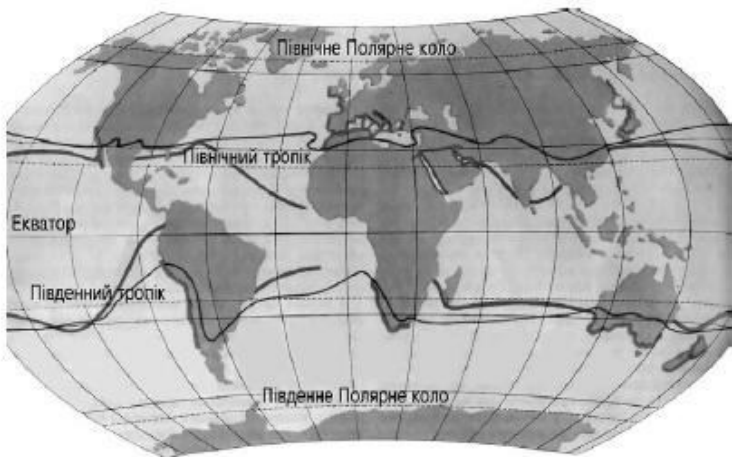 Північне Полярне коло
Північний тропік
Екватор
Південний тропік
Південне Полярне коло